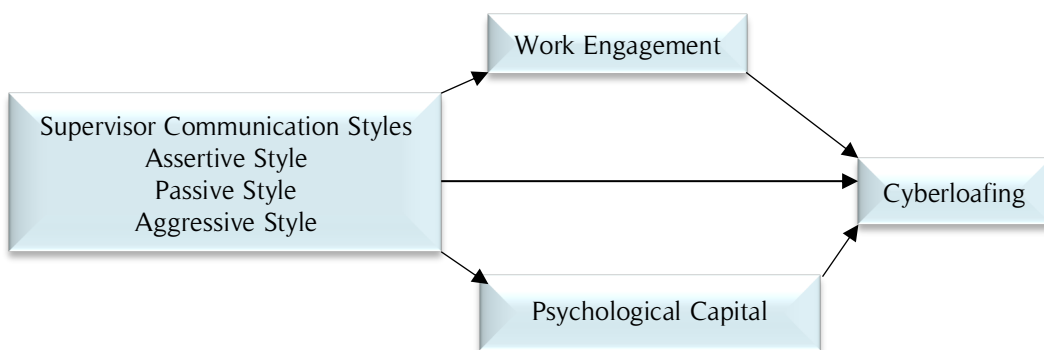 Work Engagement
Supervisor Communication Styles
Assertive Style
Passive Style
Aggressive Style
Cyberloafing
Psychological Capital